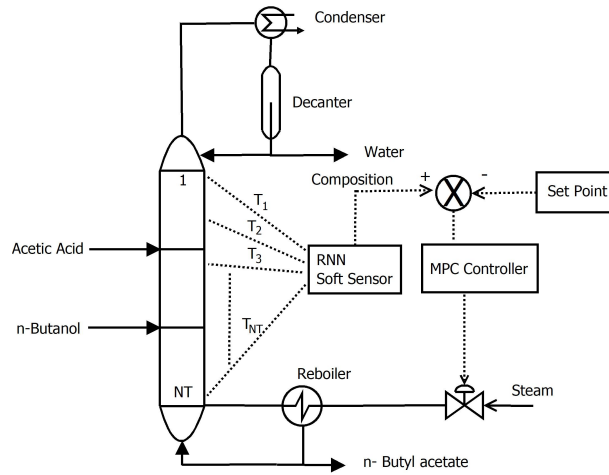 Condenser
Decanter
Water
1
Composition
+
-
T1
Set Point
T2
Acetic Acid
T3
RNN
Soft Sensor
MPC Controller
n-Butanol
TNT
Reboiler
NT
Steam
n- Butyl acetate